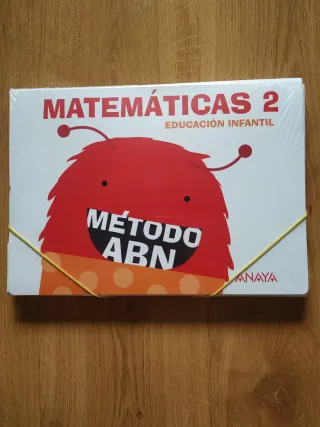 MATEMÁTICAS 2
EDUCACIÓN INFANTIL
MÉTODO
ABN
ANAYA